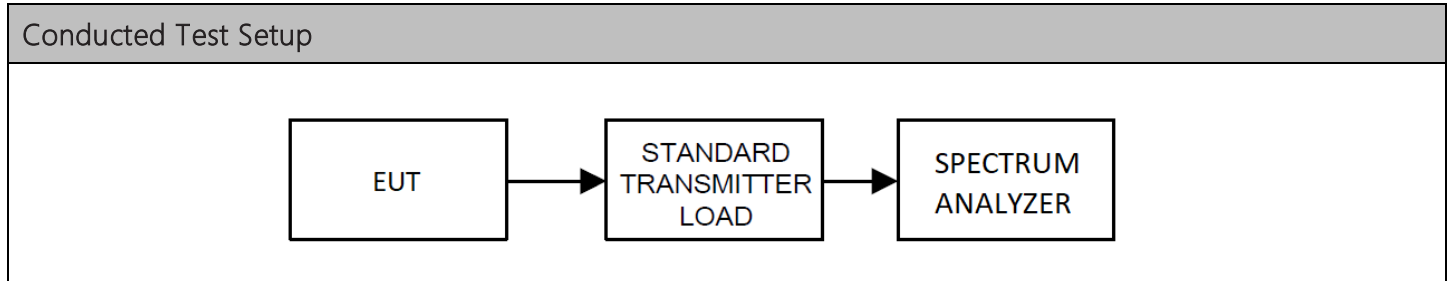 Conducted Test Setup
EUT
STANDARD
TRANSMITTER
LOAD
SPECTRUM
ANALYZER